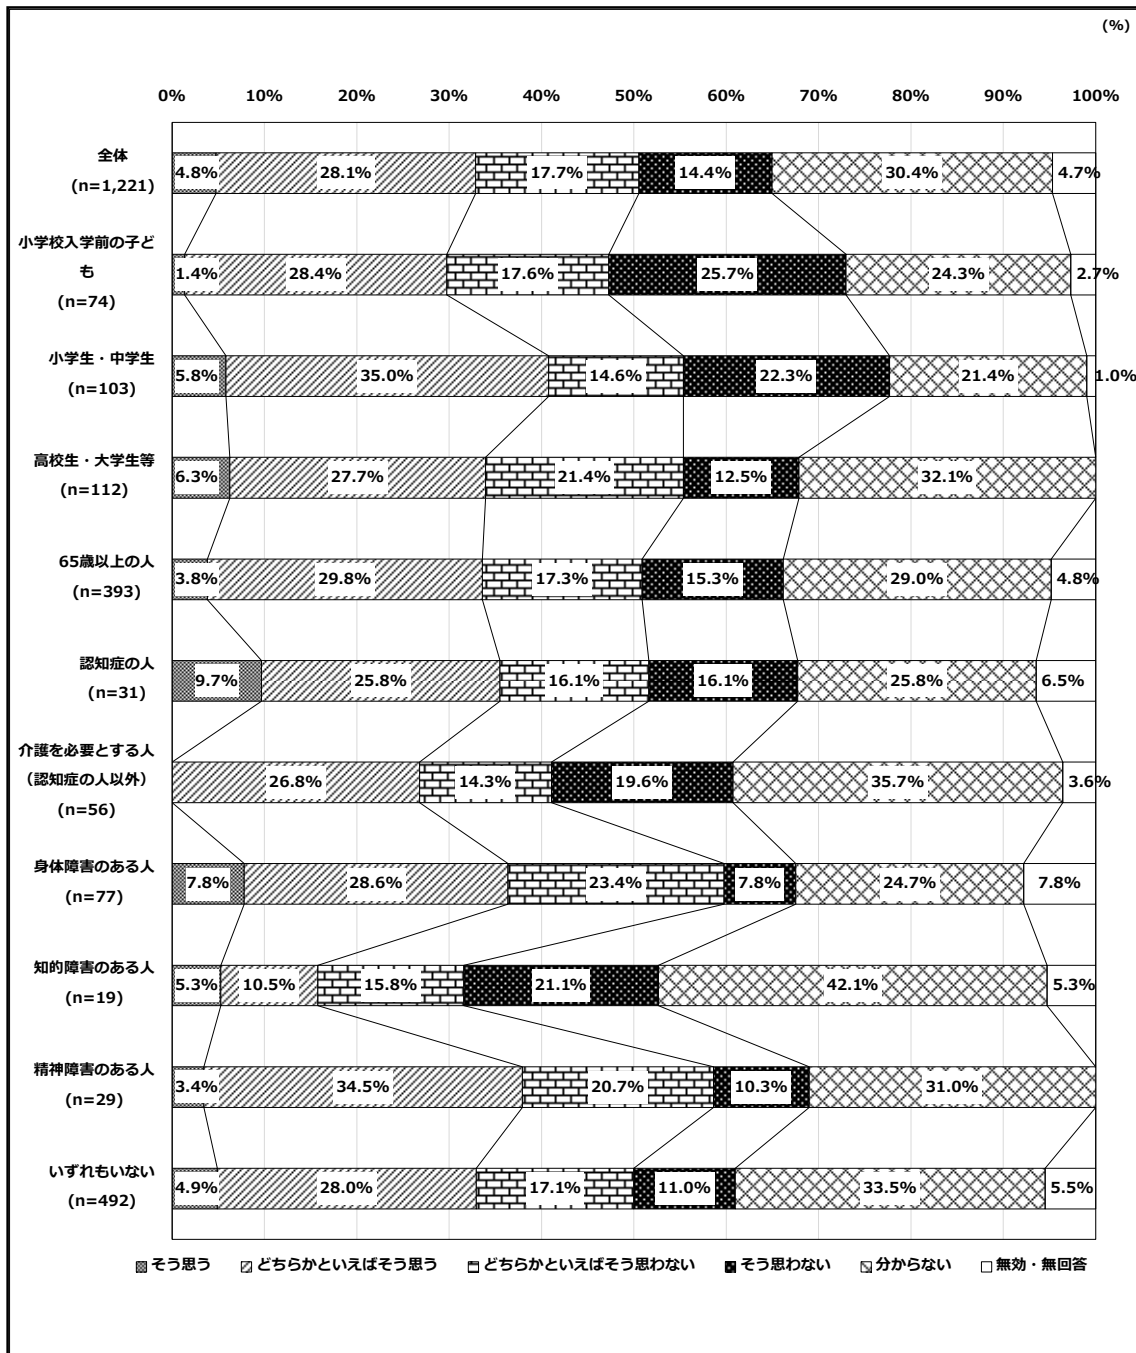 (%)
0% 10% 20% 30% 40% 50% 60% 70% 80% 90% 100%
全体
(n=1,221)
4.8% 28.1% 17.7% 14.4% 30.4% 4.7%
小学校入学前の子ど
も
(n=74)
1.4% 28.4% 17.6% 25.7% 24.3% 2.7%
小学生・中学生
(n=103)
5.8% 35.0% 14.6% 22.3% 21.4% 1.0%
高校生・大学生等
(n=112)
6.3% 27.7% 21.4% 12.5% 32.1%
65歳以上の人
(n=393)
3.8% 29.8% 17.3% 15.3% 29.0% 4.8%
認知症の人
(n=31)
9.7% 25.8% 16.1% 16.1% 25.8% 6.5%
介護を必要とする人
（認知症の人以外）
(n=56)
26.8% 14.3% 19.6% 35.7% 3.6%
身体障害のある人
(n=77)
7.8% 28.6% 23.4% 7.8% 24.7% 7.8%
知的障害のある人
(n=19)
5.3% 10.5% 15.8% 21.1% 42.1% 5.3%
精神障害のある人
(n=29)
3.4% 34.5% 20.7% 10.3% 31.0%
いずれもいない
(n=492)
4.9% 28.0% 17.1% 11.0% 33.5% 5.5%
そう思う どちらかといえばそう思う どちらかといえばそう思わない そう思わない 分からない 無効・無回答